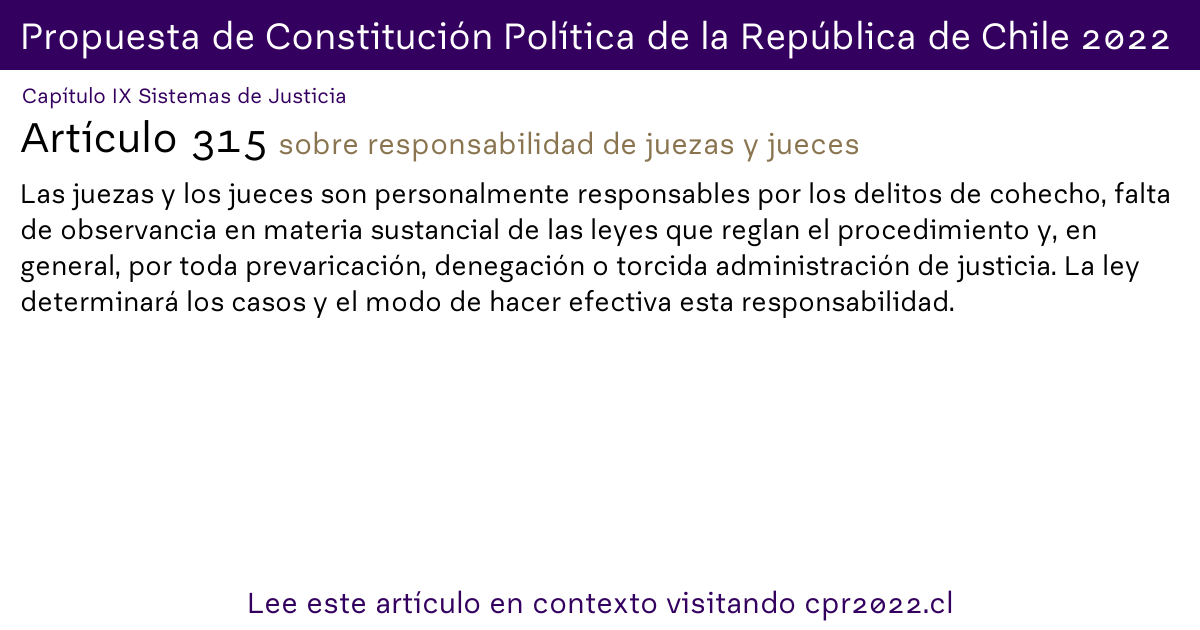 Propuesta de Constitución Política de la República de Chile 2022
Capítulo IX Sistemas de Justicia
Artículo 315 sobre responsabilidad de juezas y jueces
Las juezas y los jueces son personalmente responsables por los delitos de cohecho, falta
de observancia en materia sustancial de las leyes que reglan el procedimiento y, en
general, por toda prevaricación, denegación o torcida administración de justicia. La ley
determinará los casos y el modo de hacer efectiva esta responsabilidad.
Lee este artículo en contexto visitando cpr2022.cl